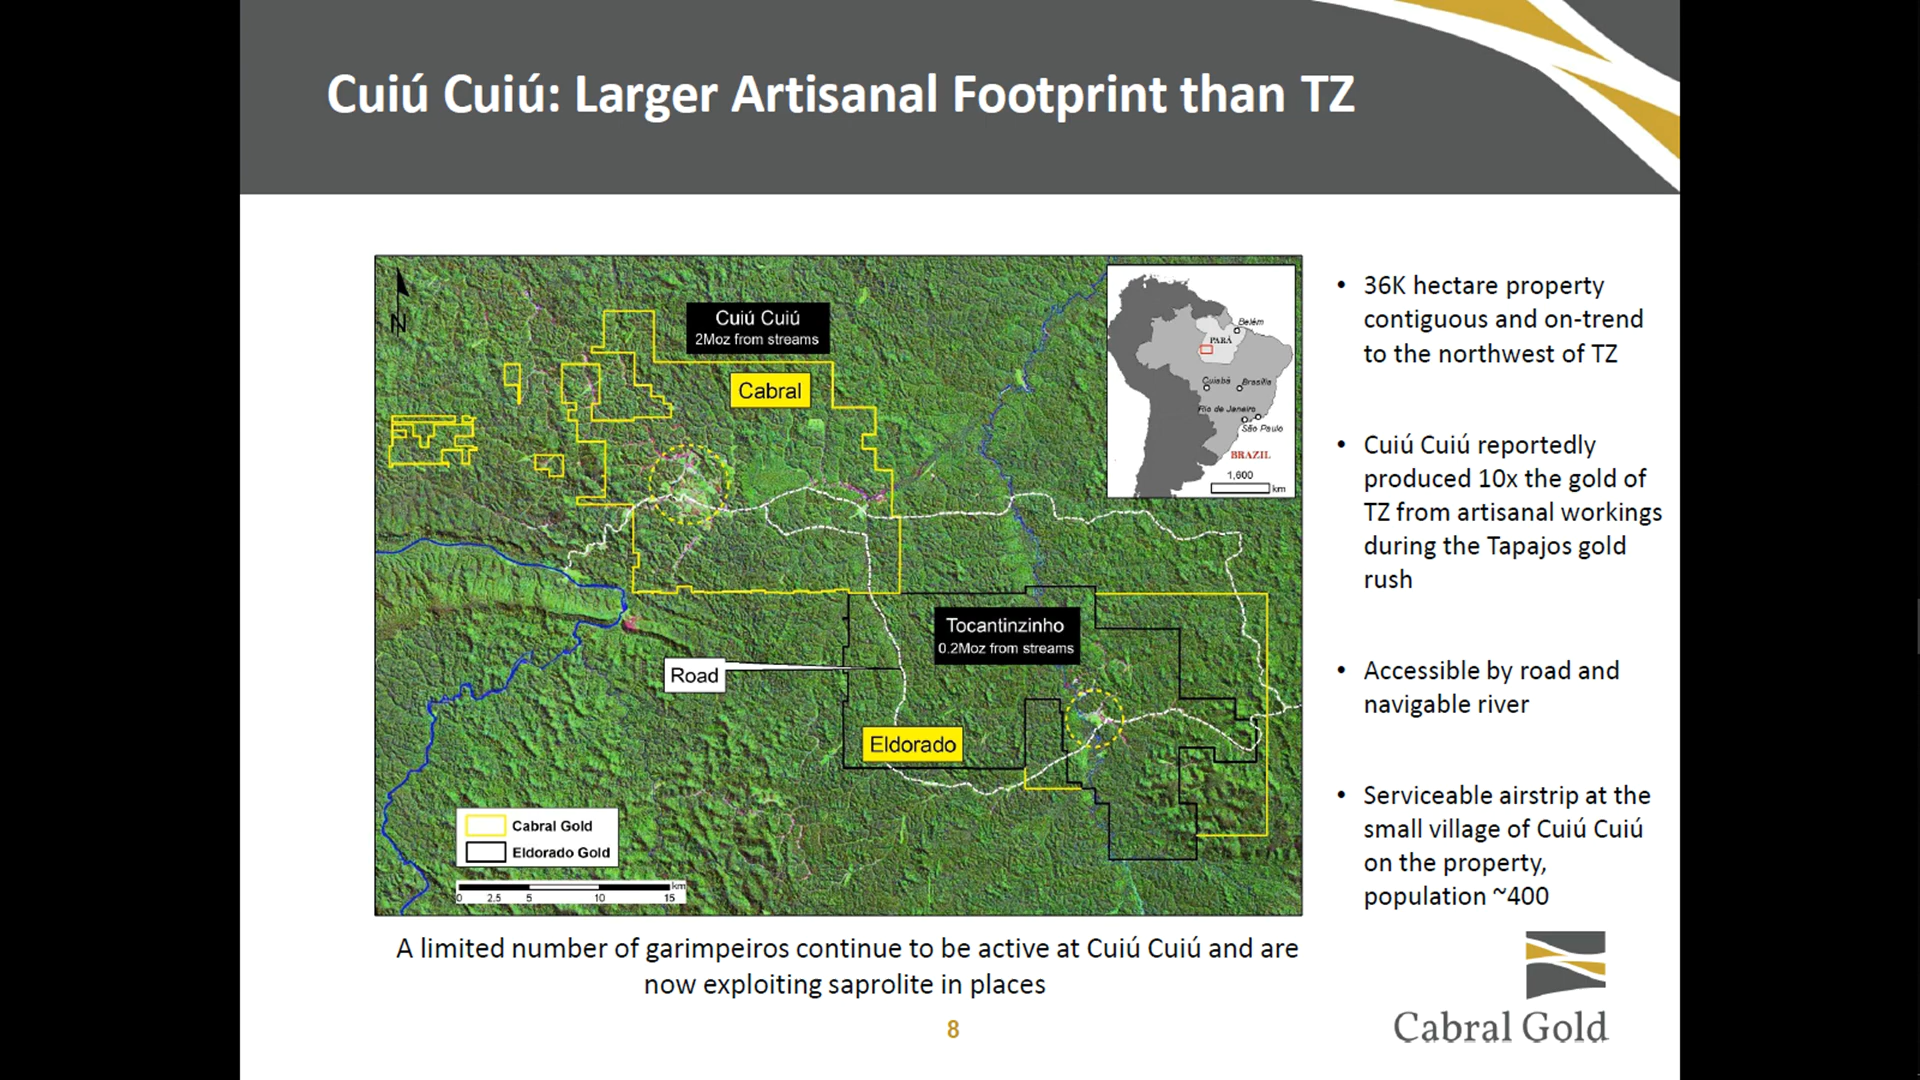 Cuiú Cuiú: Larger Artisanal Footprint than TZ
N
Cuiú Cuiú
2Moz from streams
Cabral
Belém
PARÁ
Cuiabá
Brasília
Rio de Janeiro
São Paulo
BRAZIL
1,600
km
Tocantinzinho
0.2Moz from streams
Road
Eldorado
Cabral Gold
Eldorado Gold
km
0 2.5 5 10 15
• 36K hectare property
contiguous and on-trend
to the northwest of TZ
• Cuiú Cuiú reportedly
produced 10x the gold of
TZ from artisanal workings
during the Tapajos gold
rush
• Accessible by road and
navigable river
• Serviceable airstrip at the
small village of Cuiú Cuiú
on the property,
population ~400
A limited number of garimpeiros continue to be active at Cuiú Cuiú and are
now exploiting saprolite in places
8
Cabral Gold